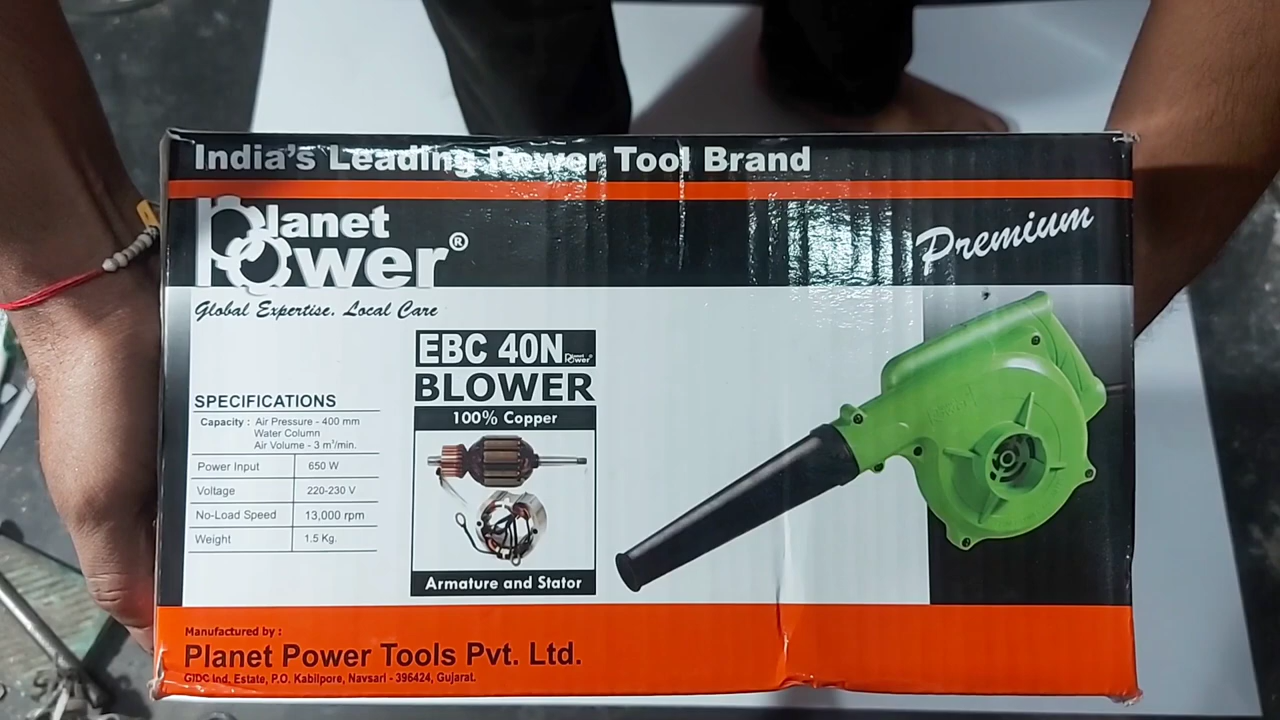 India's Leading Power Tool Brand
Planet
Power®
Premium
Global Expertise. Local Care
EBC 40N Planet Power®
BLOWER
100% Copper
Armature and Stator
SPECIFICATIONS
Capacity : Air Pressure - 400 mm
Water Column
Air Volume - 3 m³/min.
Power Input 650 W
Voltage 220-230 V
No-Load Speed 13,000 rpm
Weight 1.5 Kg.
Manufactured by :
Planet Power Tools Pvt. Ltd.
GIDC Ind. Estate, P.O. Kabilpore, Navsari - 396424, Gujarat.